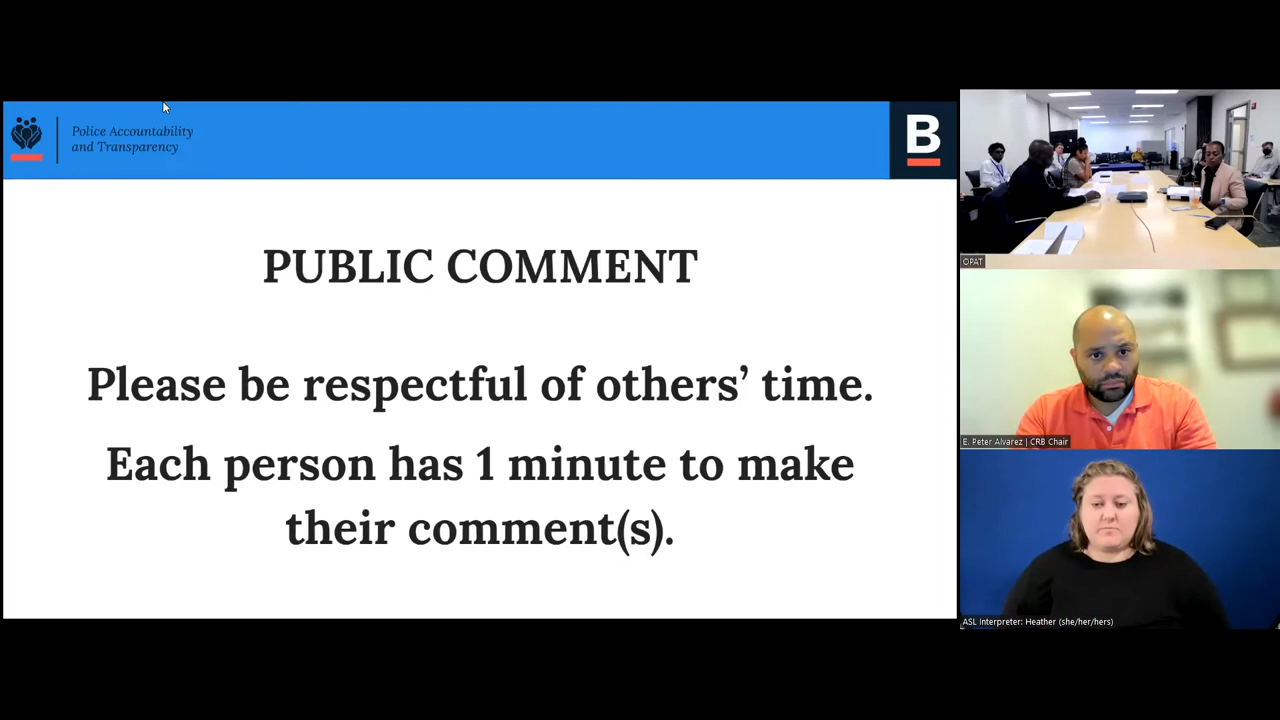 Police Accountability
and Transparency
B
PUBLIC COMMENT
Please be respectful of others’ time.
Each person has 1 minute to make
their comment(s).
OPAT
E. Peter Alvarez | CRB Chair
ASL Interpreter: Heather (she/her/hers)